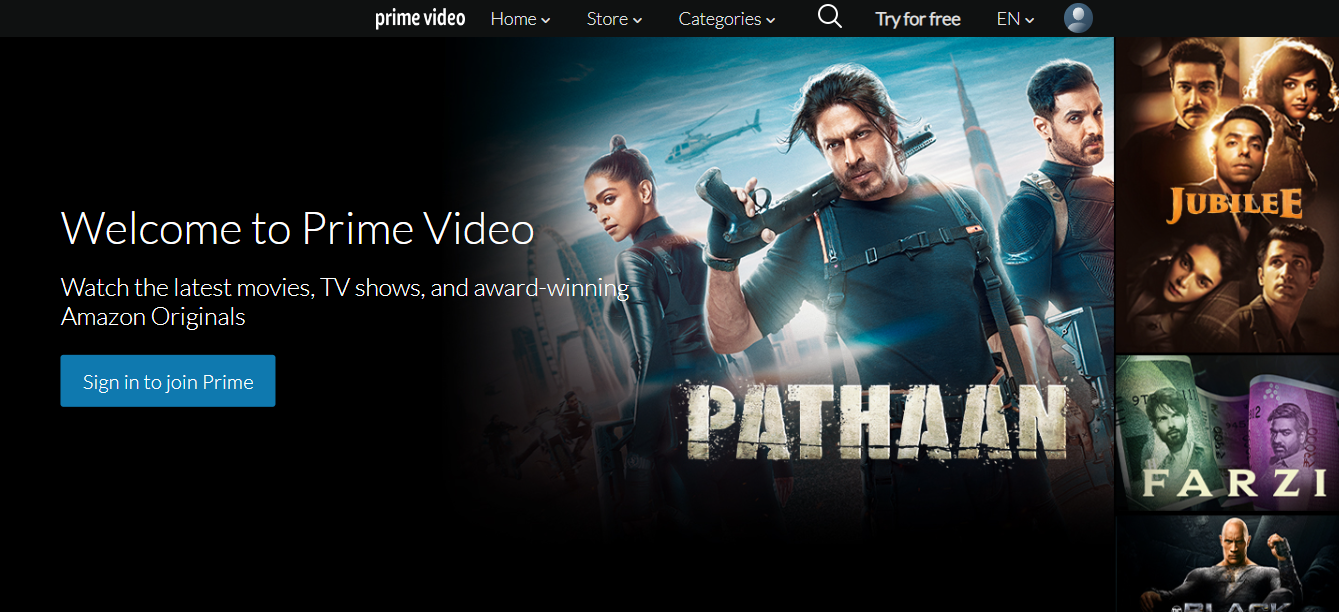 prime video Home Store Categories Try for free EN
Welcome to Prime Video
Watch the latest movies, TV shows, and award-winning
Amazon Originals
Sign in to join Prime
PATHAAN
JUBILEE
FARZI
BLACK